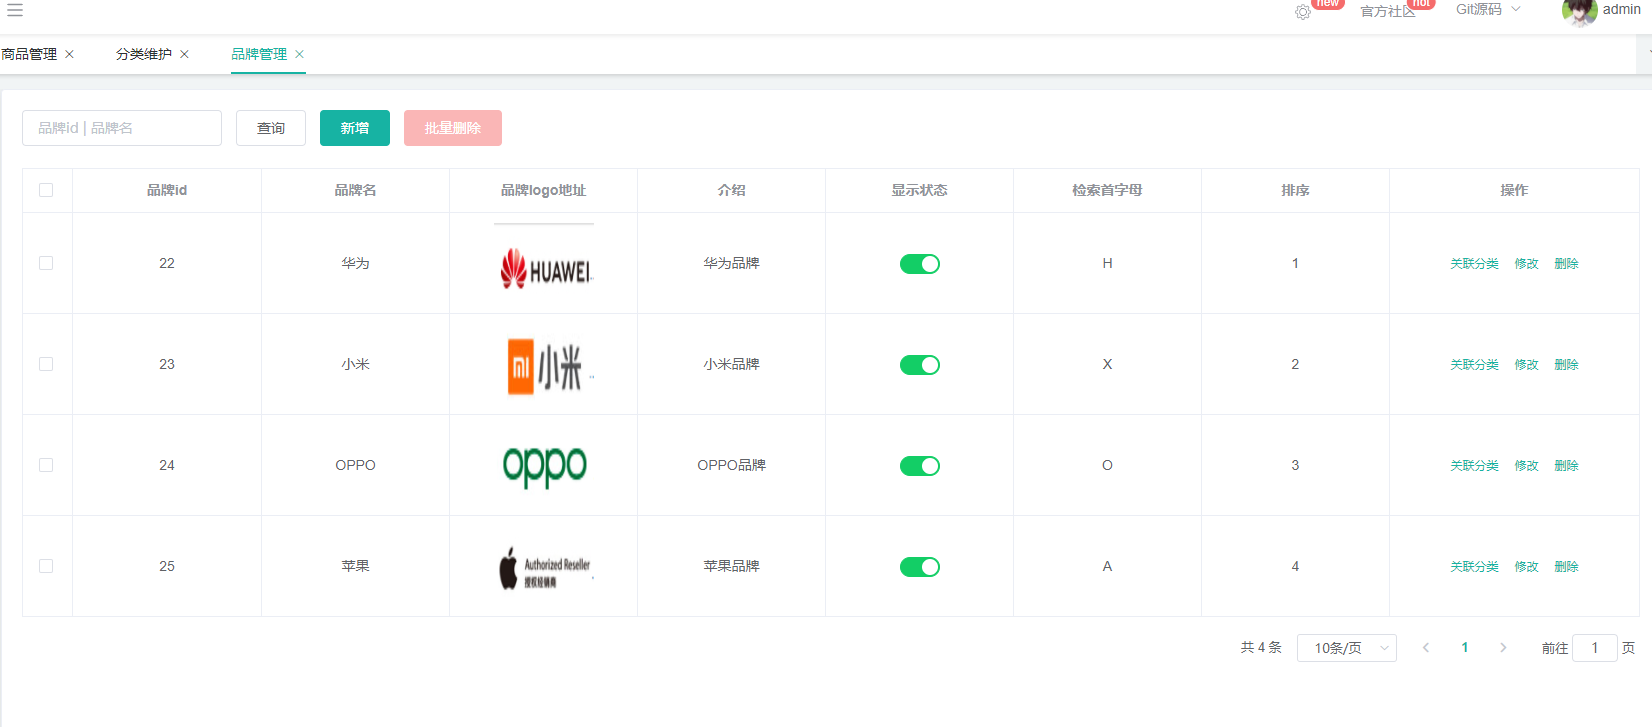 new hot
官方社区 Git源码 admin
商品管理 分类维护 品牌管理
品牌id | 品牌名 查询 新增 批量删除
品牌id 品牌名 品牌logo地址 介绍 显示状态 检索首字母 排序 操作
22 华为 HUAWEI 华为品牌 H 1 关联分类 修改 删除
23 小米 mi 小米 小米品牌 X 2 关联分类 修改 删除
24 OPPO oppo OPPO品牌 O 3 关联分类 修改 删除
25 苹果 Authorized Reseller 苹果品牌 A 4 关联分类 修改 删除
授权经销商
共 4 条 10条/页 1 前往 1 页